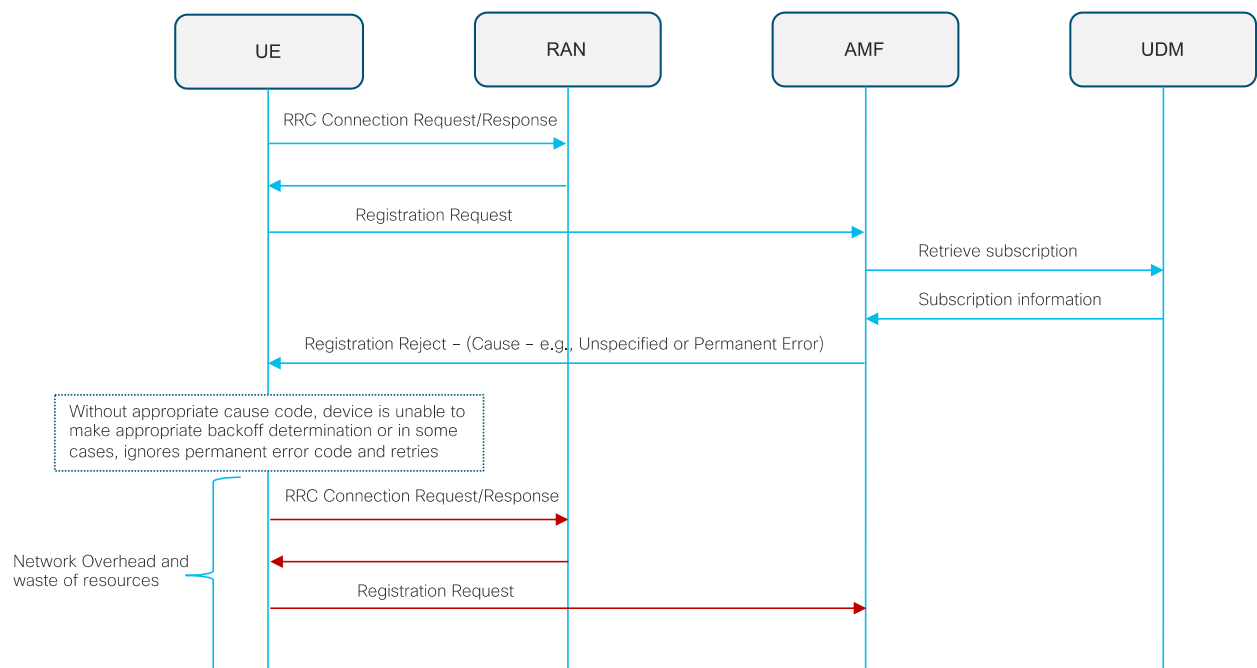 UE
RAN
AMF
UDM
RRC Connection Request/Response
Registration Request
Retrieve subscription
Subscription information
Registration Reject – (Cause – e.g., Unspecified or Permanent Error)
Without appropriate cause code, device is unable to
make appropriate backoff determination or in some
cases, ignores permanent error code and retries
RRC Connection Request/Response
Network Overhead and
waste of resources
Registration Request